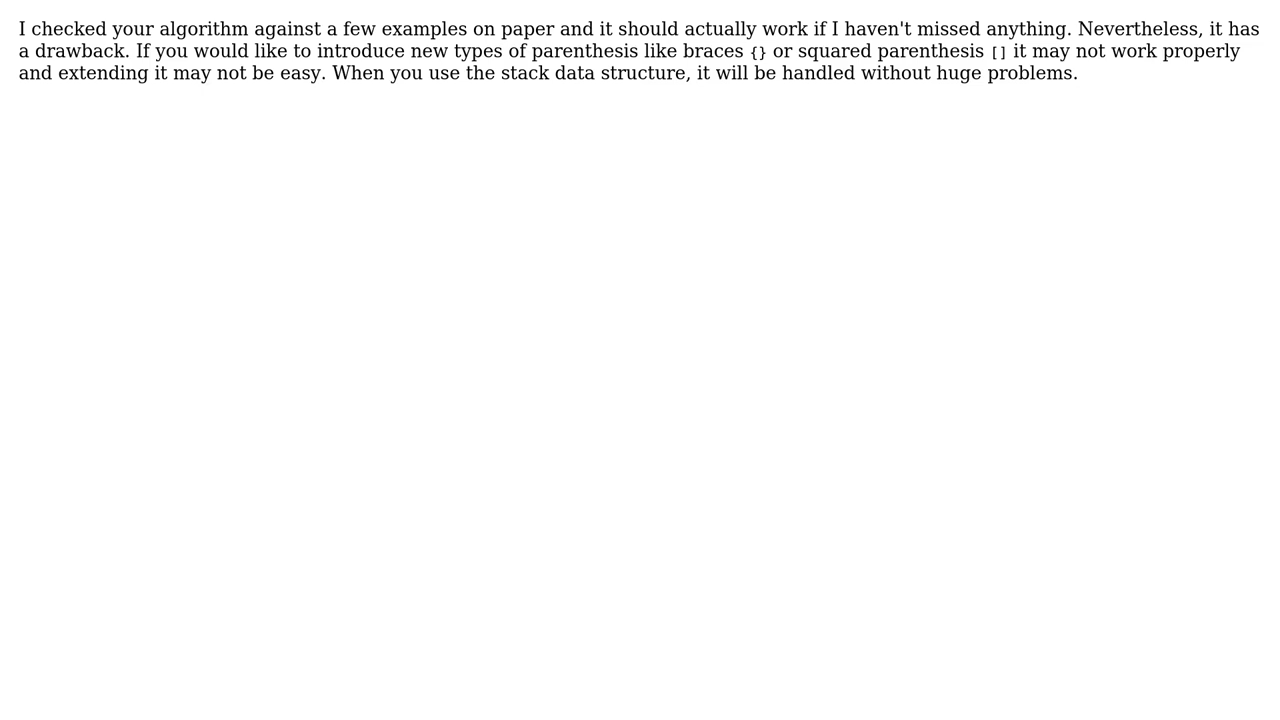 I checked your algorithm against a few examples on paper and it should actually work if I haven't missed anything. Nevertheless, it has
a drawback. If you would like to introduce new types of parenthesis like braces {} or squared parenthesis [] it may not work properly
and extending it may not be easy. When you use the stack data structure, it will be handled without huge problems.